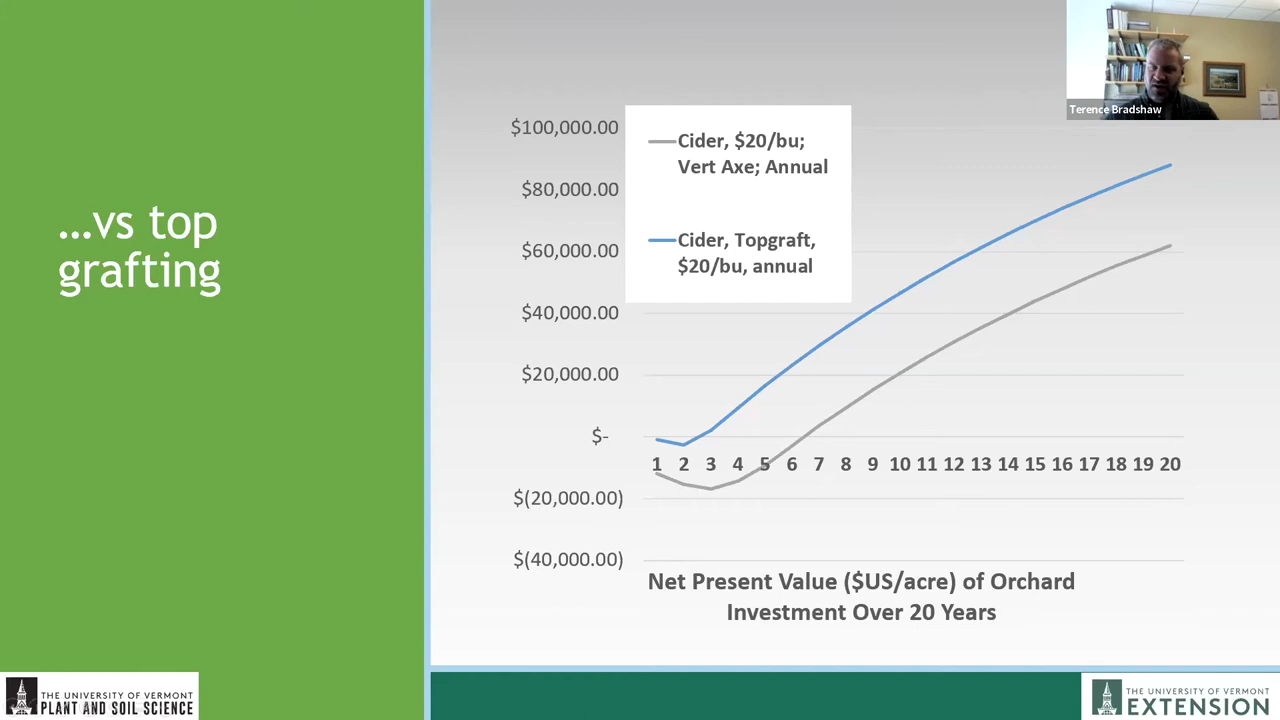 …vs top
grafting
Terence Bradshaw
$100,000.00
$80,000.00
$60,000.00
$40,000.00
$20,000.00
$-
$(20,000.00)
$(40,000.00)
Cider, $20/bu;
Vert Axe; Annual
Cider, Topgraft,
$20/bu, annual
1 2 3 4 5 6 7 8 9 10 11 12 13 14 15 16 17 18 19 20
Net Present Value ($US/acre) of Orchard
Investment Over 20 Years
THE UNIVERSITY OF VERMONT
PLANT AND SOIL SCIENCE
THE UNIVERSITY OF VERMONT
EXTENSION